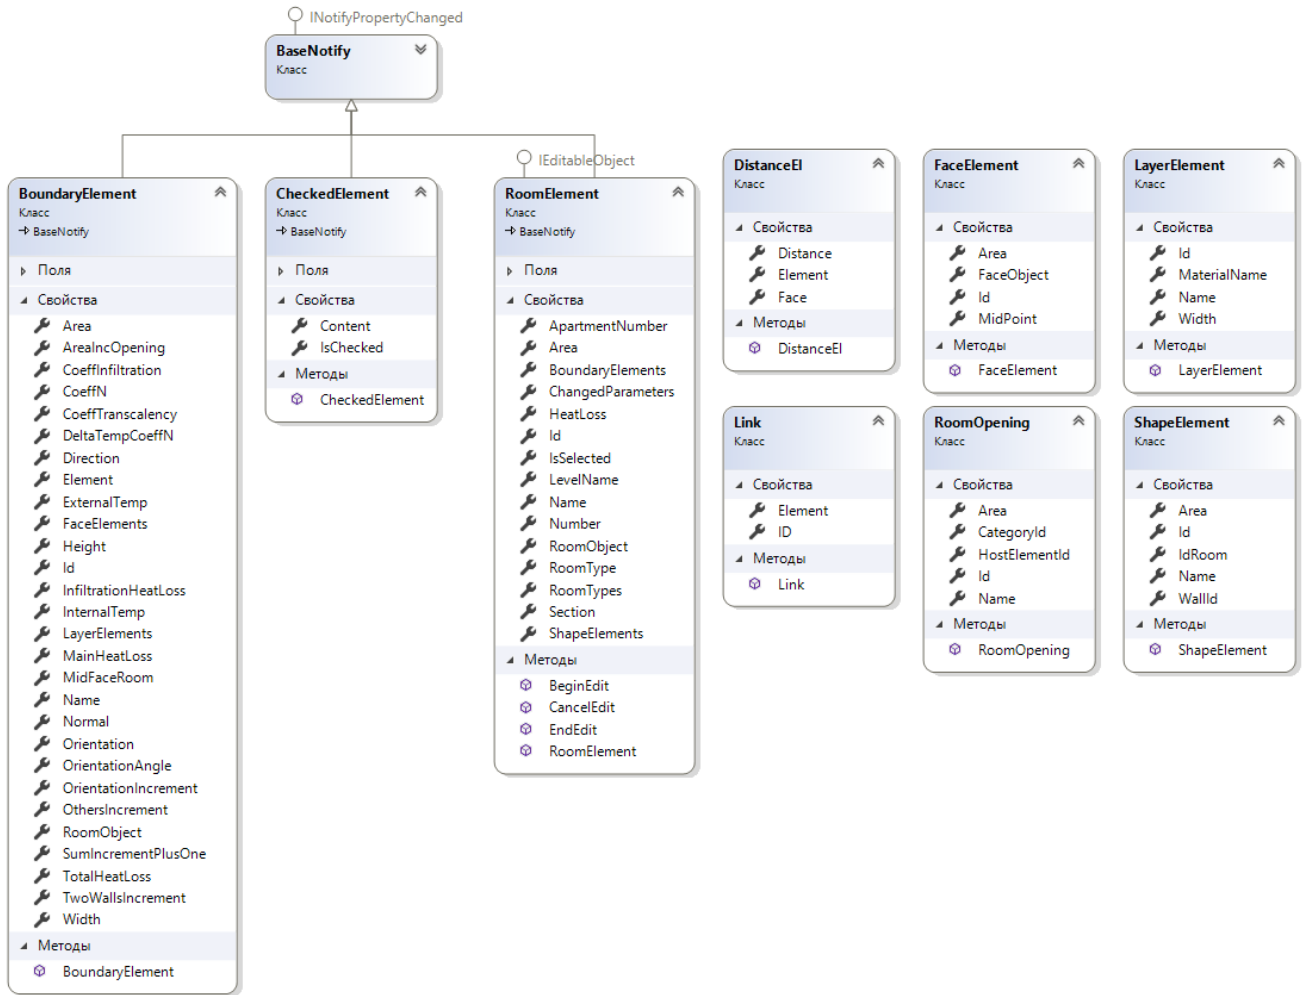 INotifyPropertyChanged
BaseNotify
Класс
BoundaryElement
Класс
BaseNotify
Поля
Свойства
Area
AreaIncOpening
CoeffInfiltration
CoeffN
CoeffTranscalency
DeltaTempCoeffN
Direction
Element
ExternalTemp
FaceElements
Height
Id
InfiltrationHeatLoss
InternalTemp
LayerElements
MainHeatLoss
MidFaceRoom
Name
Normal
Orientation
OrientationAngle
OrientationIncrement
OthersIncrement
RoomObject
SumIncrementPlusOne
TotalHeatLoss
TwoWallsIncrement
Width
Методы
BoundaryElement
CheckedElement
Класс
BaseNotify
Поля
Свойства
Content
IsChecked
Методы
CheckedElement
IEditableObject
RoomElement
Класс
BaseNotify
Поля
Свойства
ApartmentNumber
Area
BoundaryElements
ChangedParameters
HeatLoss
Id
IsSelected
LevelName
Name
Number
RoomObject
RoomType
RoomTypes
Section
ShapeElements
Методы
BeginEdit
CancelEdit
EndEdit
RoomElement
DistanceEl
Класс
Свойства
Distance
Element
Face
Методы
DistanceEl
FaceElement
Класс
Свойства
Area
FaceObject
Id
MidPoint
Методы
FaceElement
LayerElement
Класс
Свойства
Id
MaterialName
Name
Width
Методы
LayerElement
Link
Класс
Свойства
Element
ID
Методы
Link
RoomOpening
Класс
Свойства
Area
CategoryId
HostElementId
Id
Name
Методы
RoomOpening
ShapeElement
Класс
Свойства
Area
Id
IdRoom
Name
WallId
Методы
ShapeElement